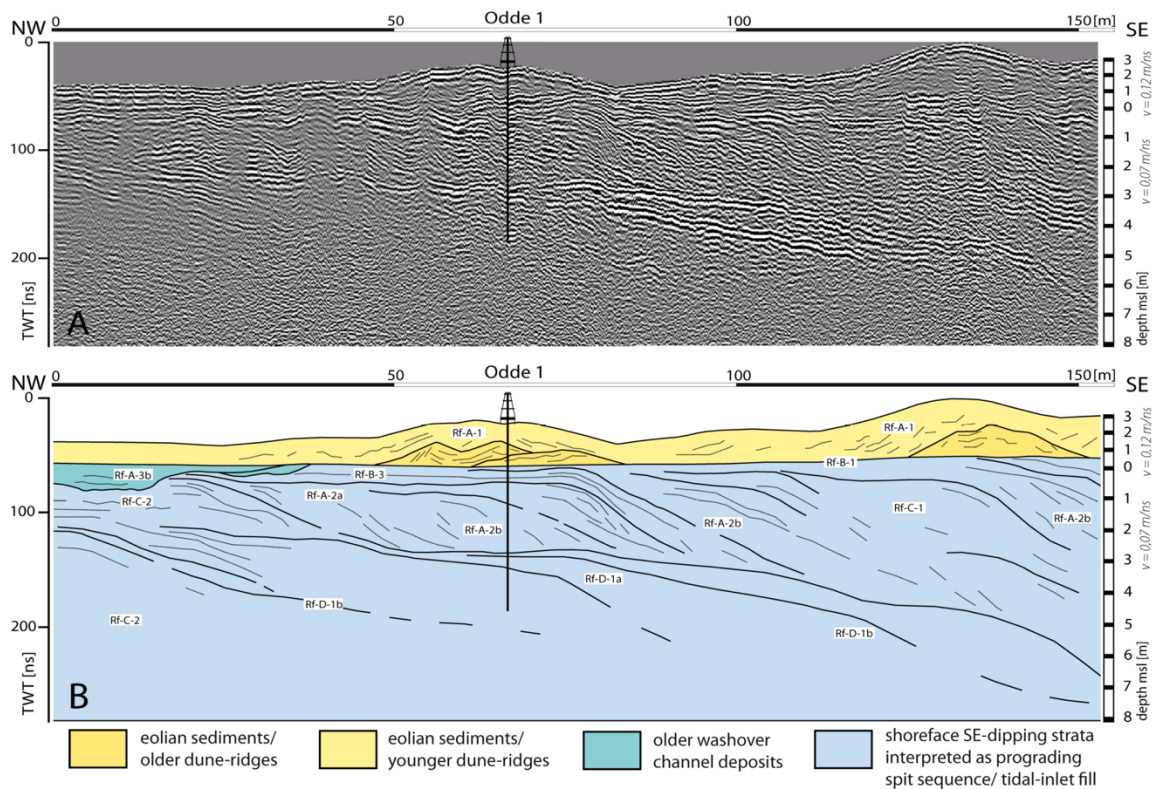 NW 0 50 Odde 1 100 150 [m] SE
0
100
200
TWT [ns]
A
3
2
1
0
1
2
3
4
5
6
7
8
v = 0,12 m/ns
v = 0,07 m/ns
depth msl [m]
NW 0 50 Odde 1 100 150 [m] SE
0
100
200
TWT [ns]
B
Rf-A-1
Rf-A-1
Rf-B-1
Rf-A-3b
Rf-B-3
Rf-C-2
Rf-A-2a
Rf-C-1
Rf-A-2b
Rf-A-2b
Rf-A-2b
Rf-D-1a
Rf-D-1b
Rf-C-2
Rf-D-1b
3
2
1
0
1
2
3
4
5
6
7
8
v = 0,12 m/ns
v = 0,07 m/ns
depth msl [m]
eolian sediments/
older dune-ridges
eolian sediments/
younger dune-ridges
older washover
channel deposits
shoreface SE-dipping strata
interpreted as prograding
spit sequence/ tidal-inlet fill